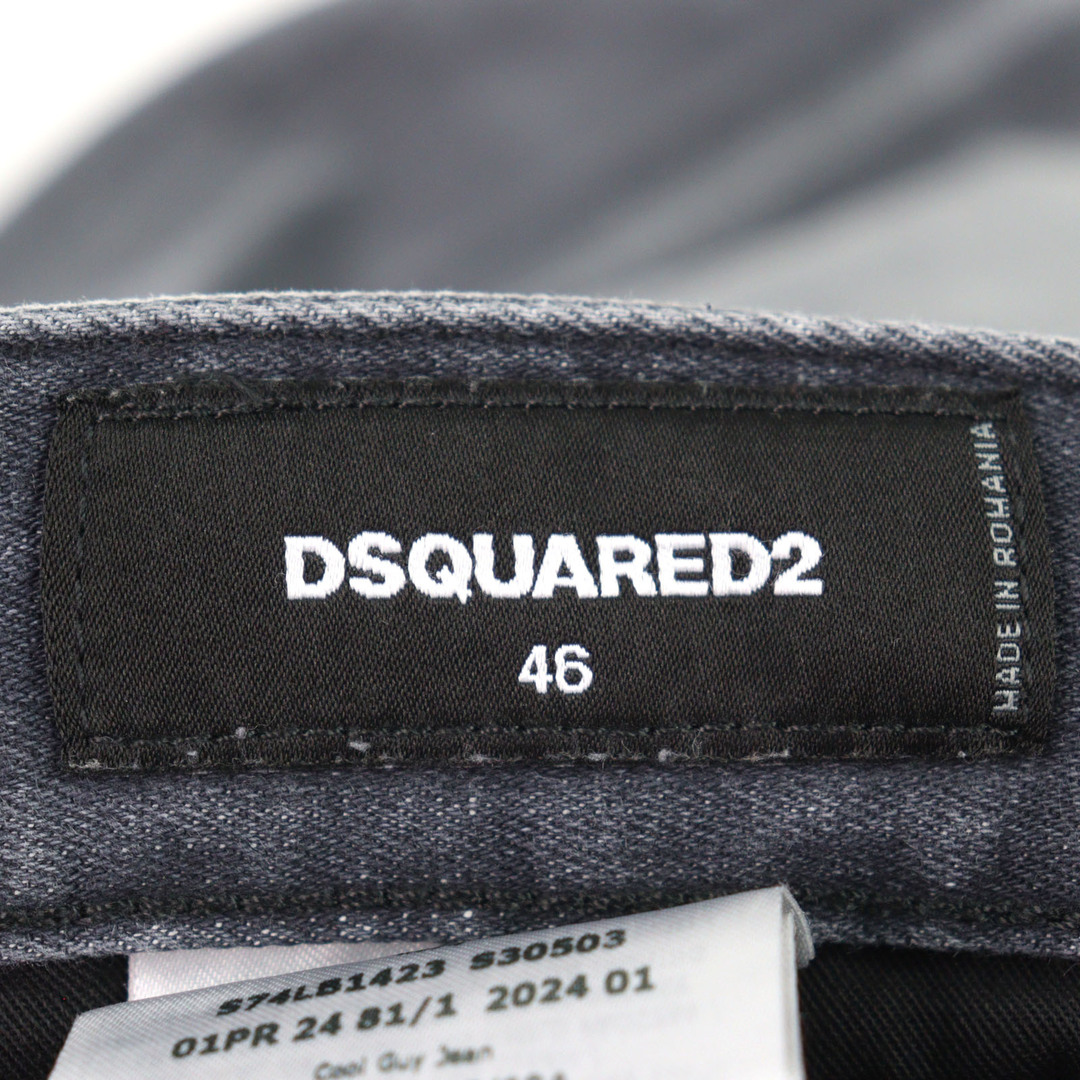 DSQUARED2
46
MADE IN ROMANIA
S74LB1423 S30503
01PR 24 81/1 2024 01
Cool Guy Jean